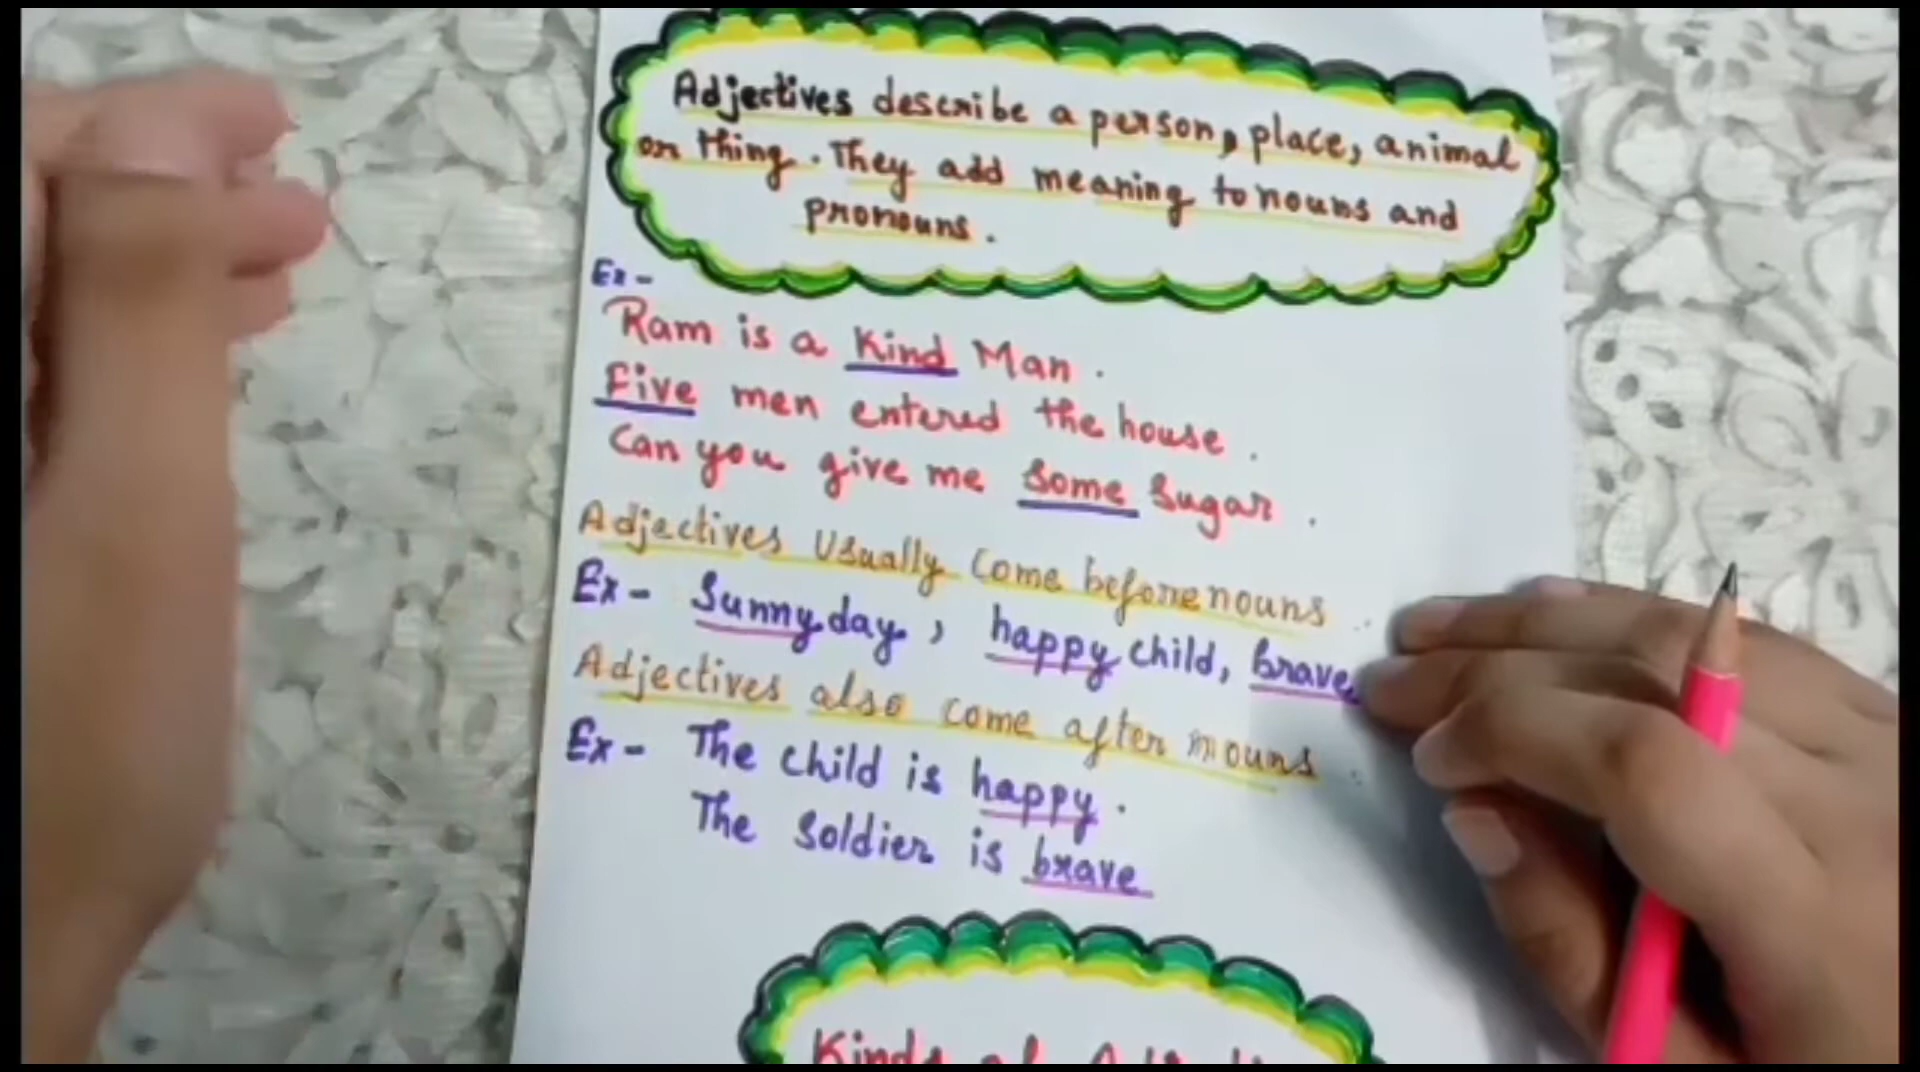 Adjectives describe a person, place, animal
or thing. They add meaning to nouns and
pronouns.
Ex-
Ram is a Kind Man.
Five men entered the house.
Can you give me some sugar.
Adjectives Usually Come before nouns.
Ex- Sunny day, happy child, brave
Adjectives also come after nouns.
Ex- The child is happy.
The soldier is brave
Kinds of